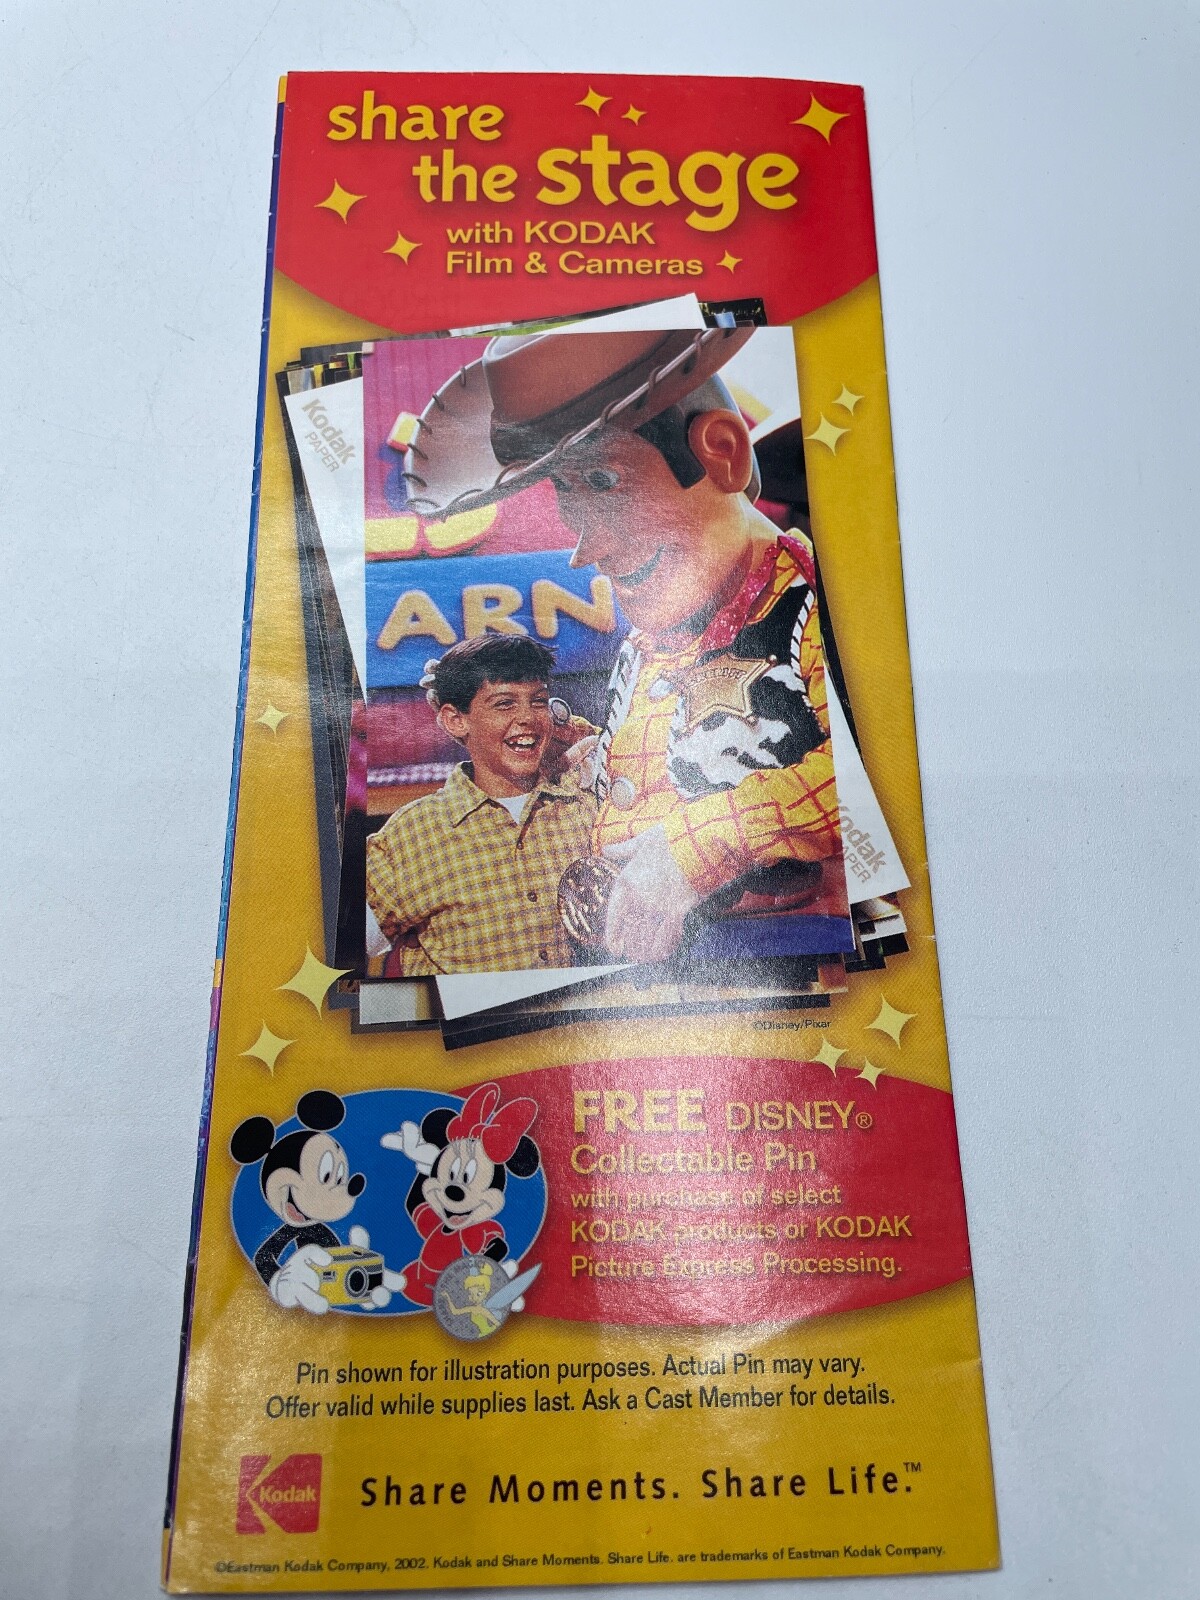 share
the stage
with KODAK
Film & Cameras
Kodak
PAPER
ARN
Kodak
APER
©Disney/Pixar
FREE DISNEY®
Collectable Pin
with purchase of select
KODAK products or KODAK
Picture Express Processing.
Pin shown for illustration purposes. Actual Pin may vary.
Offer valid while supplies last. Ask a Cast Member for details.
Kodak
Share Moments. Share Life.™
©Eastman Kodak Company, 2002. Kodak and Share Moments. Share Life. are trademarks of Eastman Kodak Company.